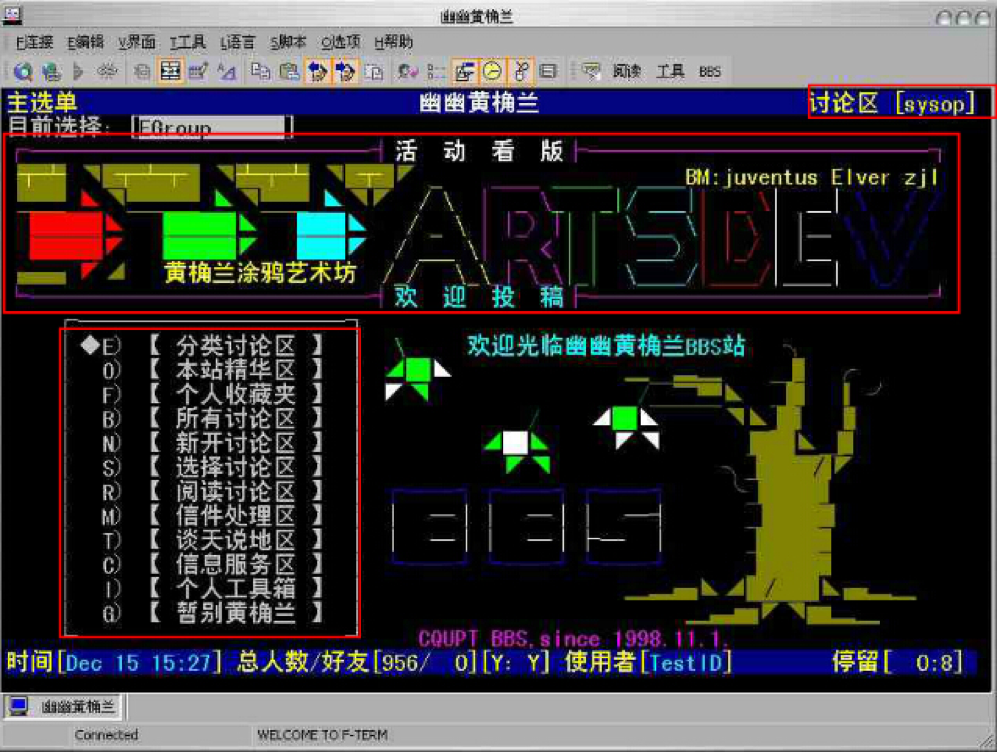 幽幽黄桷兰
F连接 E编辑 V界面 T工具 L语言 S脚本 O选项 H帮助
阅读 工具 BBS
主选单 幽幽黄桷兰 讨论区 [sysop]
目前选择: [EGroup ]
活 动 看 版
BM:juventus Elver zjl
ARTSDEV
黄桷兰涂鸦艺术坊
欢 迎 投 稿
◆E) 【 分类讨论区 】
O) 【 本站精华区 】
F) 【 个人收藏夹 】
B) 【 所有讨论区 】
N) 【 新开讨论区 】
S) 【 选择讨论区 】
R) 【 阅读讨论区 】
M) 【 信件处理区 】
T) 【 谈天说地区 】
C) 【 信息服务区 】
I) 【 个人工具箱 】
G) 【 暂别黄桷兰 】
欢迎光临幽幽黄桷兰BBS站
BBS
CQUPT BBS,since 1998.11.1.
时间[Dec 15 15:27] 总人数/好友[956/ 0][Y: Y] 使用者[TestID] 停留[ 0:8]
幽幽黄桷兰
Connected WELCOME TO F-TERM